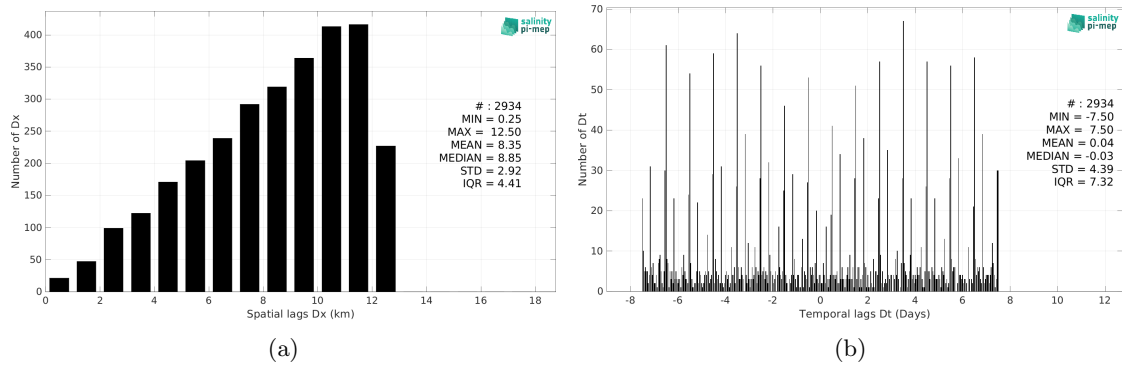 salinity
pi-mep
400
350
300
250
200
150
100
50
0
Number of Dx
# : 2934
MIN = 0.25
MAX = 12.50
MEAN = 8.35
MEDIAN = 8.85
STD = 2.92
IQR = 4.41
0 2 4 6 8 10 12 14 16 18
Spatial lags Dx (km)
(a)
salinity
pi-mep
70
60
50
40
30
20
10
0
Number of Dt
# : 2934
MIN = -7.50
MAX = 7.50
MEAN = 0.04
MEDIAN = -0.03
STD = 4.39
IQR = 7.32
-8 -6 -4 -2 0 2 4 6 8 10 12
Temporal lags Dt (Days)
(b)